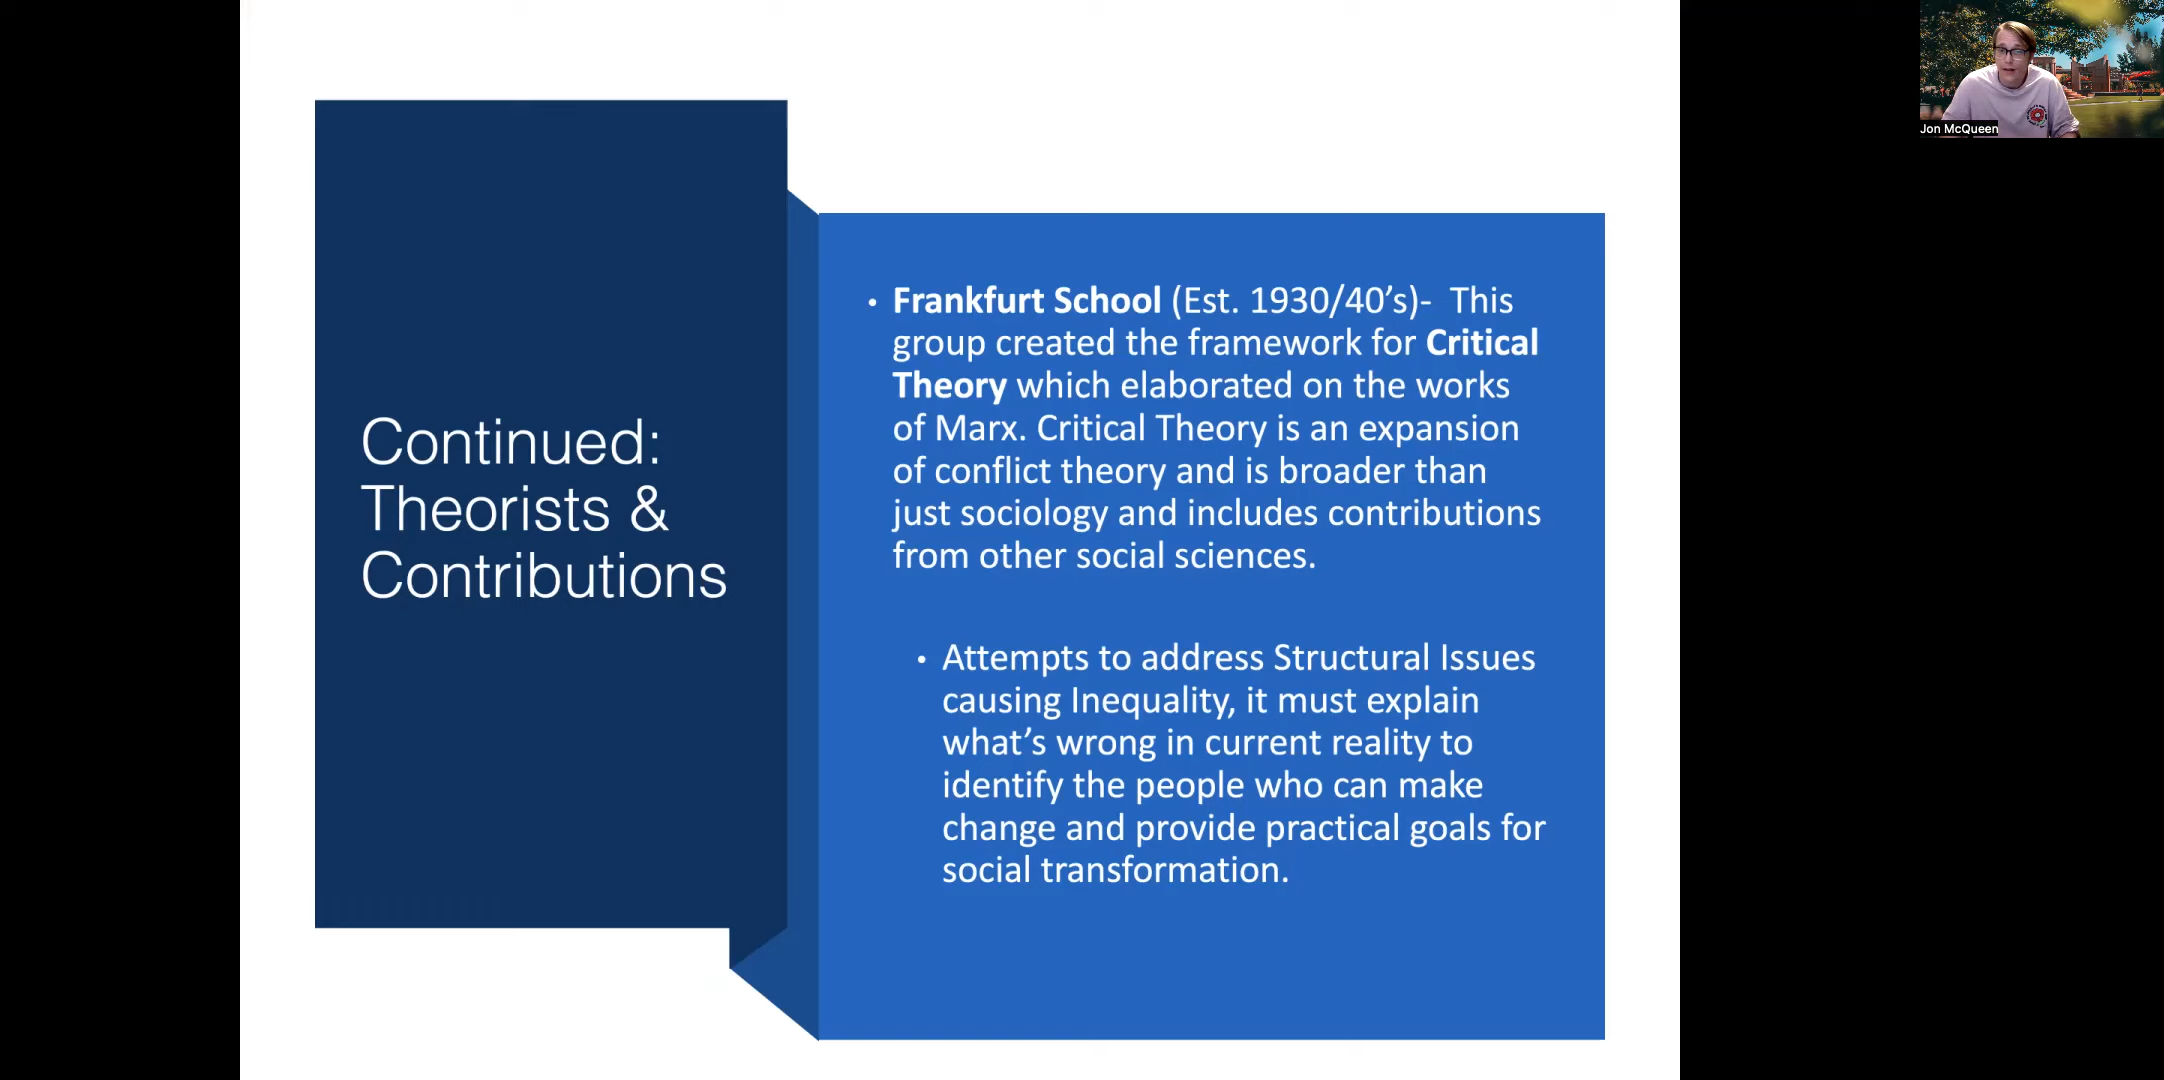 Continued:
Theorists &
Contributions
• Frankfurt School (Est. 1930/40’s)-  This
group created the framework for Critical
Theory which elaborated on the works
of Marx. Critical Theory is an expansion
of conflict theory and is broader than
just sociology and includes contributions
from other social sciences.
• Attempts to address Structural Issues
causing Inequality, it must explain
what’s wrong in current reality to
identify the people who can make
change and provide practical goals for
social transformation.
Jon McQueen